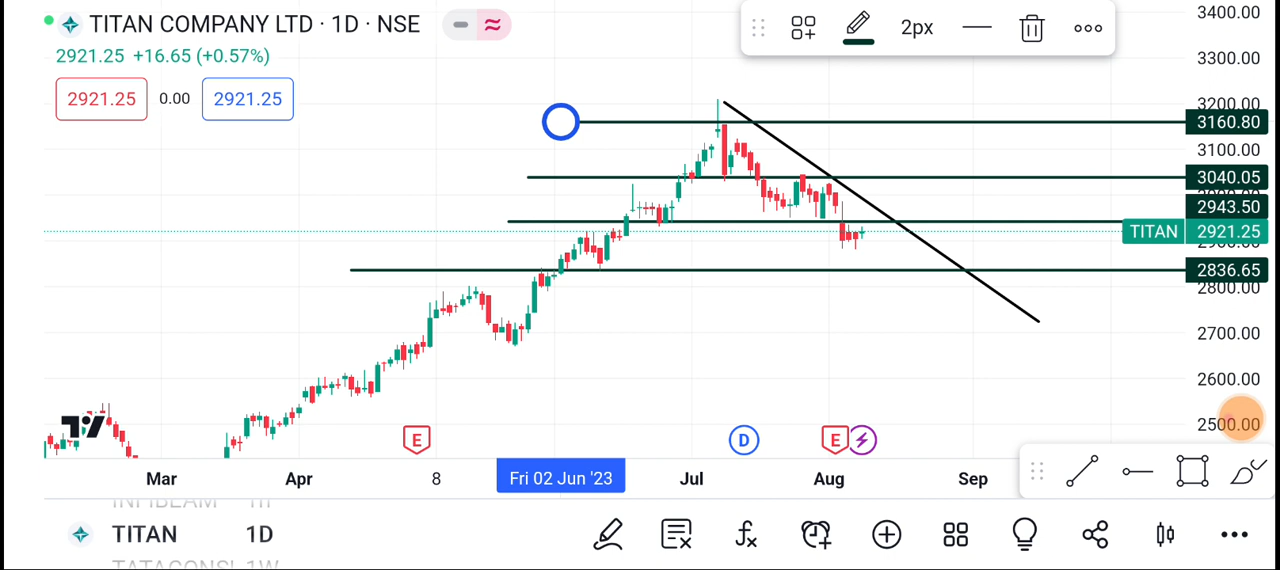 TITAN COMPANY LTD · 1D · NSE
2921.25 +16.65 (+0.57%)
2921.25 0.00 2921.25
2px
3400.00
3300.00
3200.00
3160.80
3100.00
3040.05
2943.50
TITAN 2921.25
2900.00
2836.65
2800.00
2700.00
2600.00
2500.00
E D E
Mar Apr 8 Fri 02 Jun '23 Jul Aug Sep
TITAN 1D